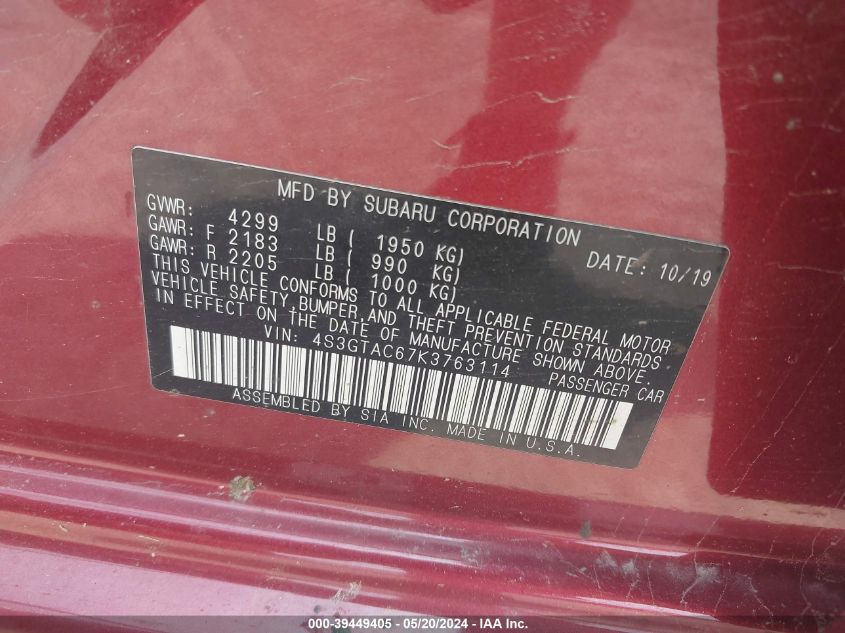 MFD BY SUBARU CORPORATION DATE: 10/19
GVWR: 4299 LB ( 1950 KG)
GAWR: F 2183 LB ( 990 KG)
GAWR: R 2205 LB ( 1000 KG)
THIS VEHICLE CONFORMS TO ALL APPLICABLE FEDERAL MOTOR
VEHICLE SAFETY, BUMPER, AND THEFT PREVENTION STANDARDS
IN EFFECT ON THE DATE OF MANUFACTURE SHOWN ABOVE.
VIN: 4S3GTAC67K3763114 PASSENGER CAR
ASSEMBLED BY SIA INC. MADE IN U.S.A.
000-39449405 - 05/20/2024 - IAA Inc.